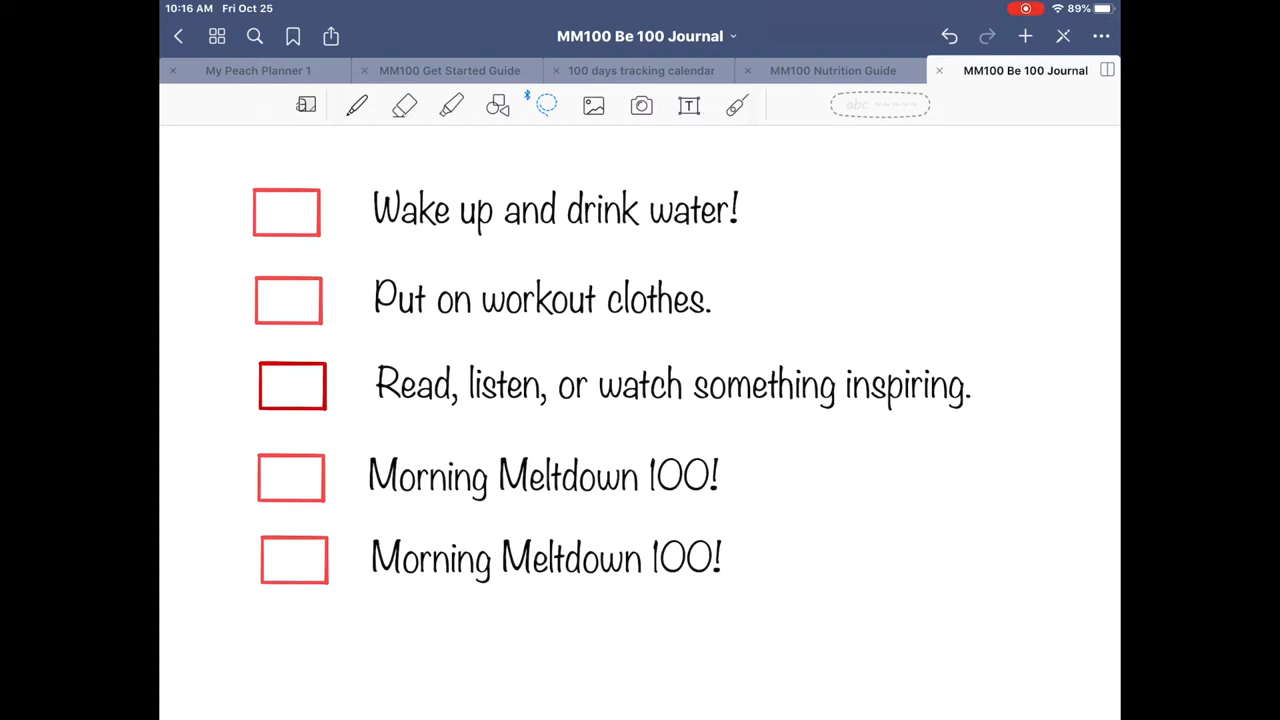 10:16 AM Fri Oct 25
89%
MM100 Be 100 Journal
My Peach Planner 1
MM100 Get Started Guide
100 days tracking calendar
MM100 Nutrition Guide
MM100 Be 100 Journal
abc
Wake up and drink water!
Put on workout clothes.
Read, listen, or watch something inspiring.
Morning Meltdown 100!
Morning Meltdown 100!